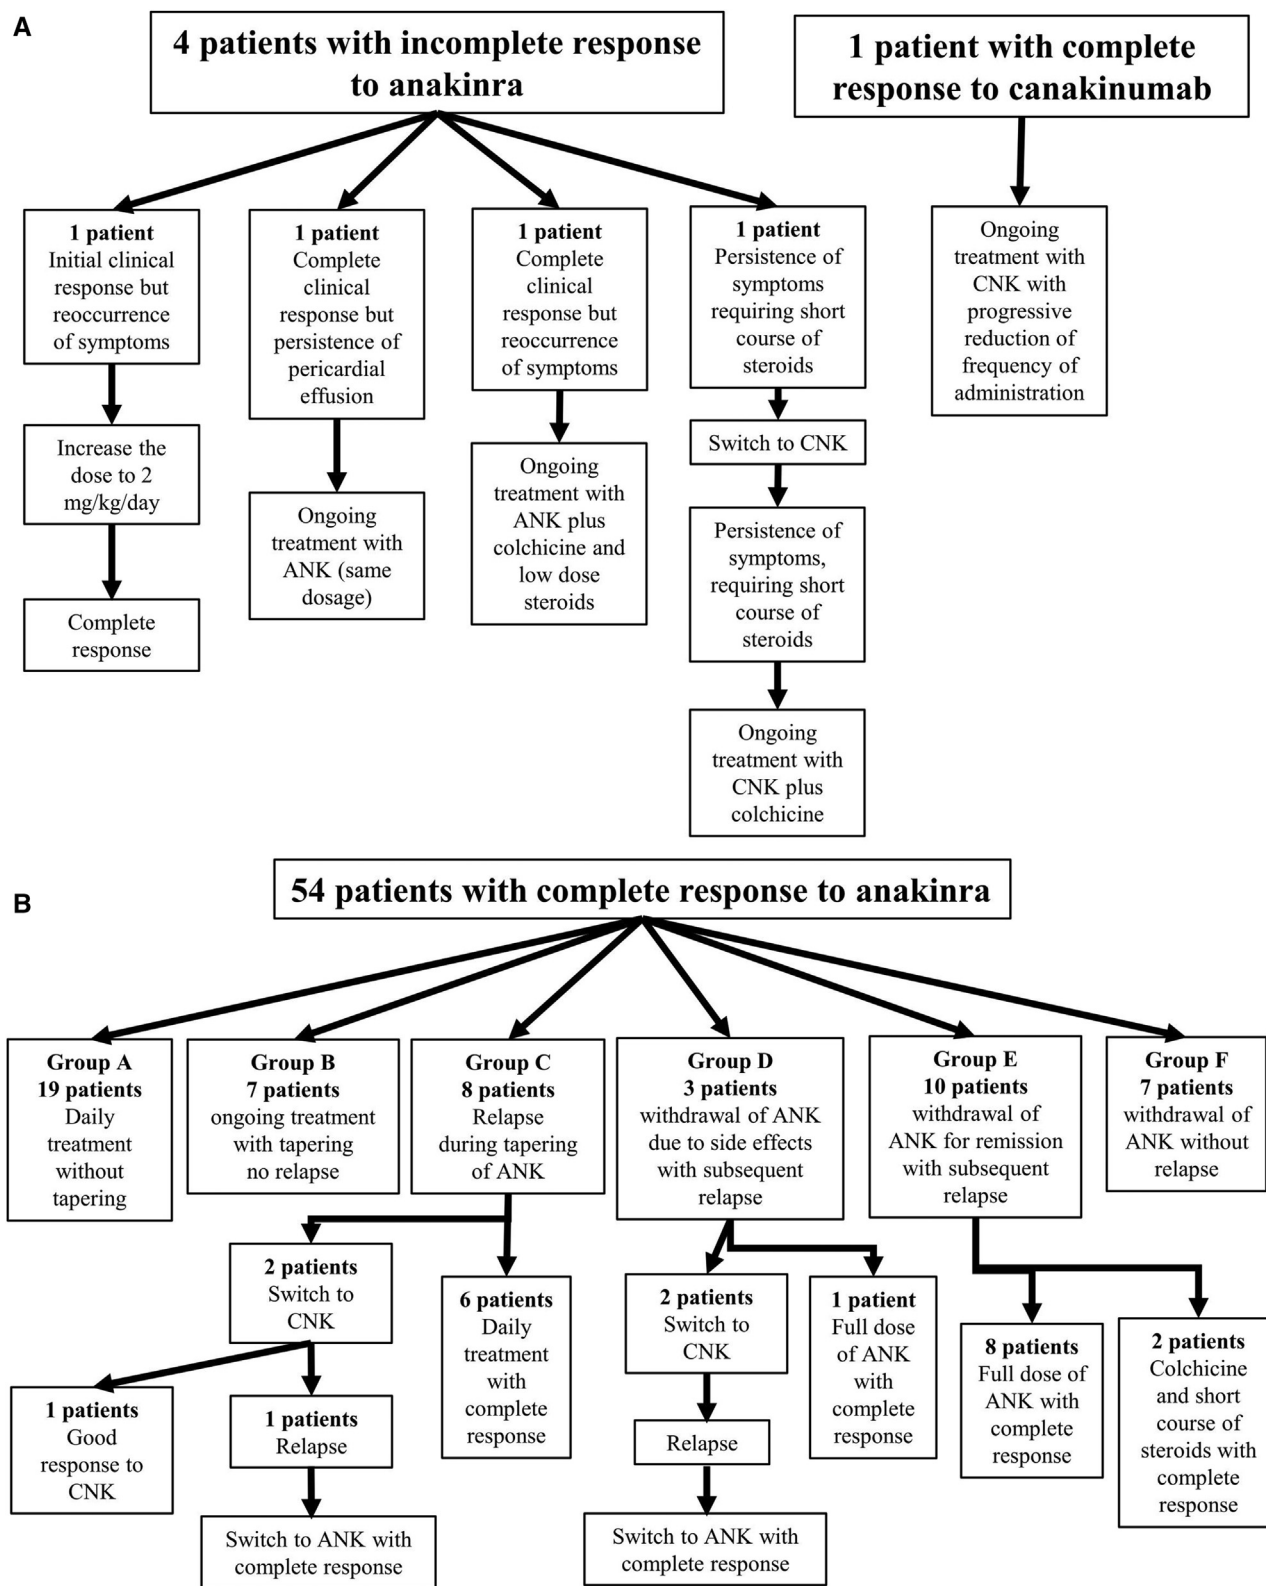 A
4 patients with incomplete response
to anakinra
1 patient with complete
response to canakinumab
1 patient
Initial clinical
response but
reoccurrence
of symptoms
Increase the
dose to 2
mg/kg/day
Complete
response
1 patient
Complete
clinical
response but
persistence of
pericardial
effusion
Ongoing
treatment with
ANK (same
dosage)
1 patient
Complete
clinical
response but
reoccurrence
of symptoms
Ongoing
treatment with
ANK plus
colchicine and
low dose
steroids
1 patient
Persistence of
symptoms
requiring short
course of
steroids
Switch to CNK
Persistence of
symptoms,
requiring short
course of
steroids
Ongoing
treatment with
CNK plus
colchicine
Ongoing
treatment with
CNK with
progressive
reduction of
frequency of
administration
B
54 patients with complete response to anakinra
Group A
19 patients
Daily
treatment
without
tapering
Group B
7 patients
ongoing treatment
with tapering
no relapse
Group C
8 patients
Relapse
during tapering
of ANK
2 patients
Switch to
CNK
1 patients
Good
response to
CNK
1 patients
Relapse
Switch to ANK with
complete response
6 patients
Daily
treatment
with
complete
response
Group D
3 patients
withdrawal of ANK
due to side effects
with subsequent
relapse
2 patients
Switch to
CNK
Relapse
Switch to ANK with
complete response
1 patient
Full dose
of ANK
with
complete
response
Group E
10 patients
withdrawal of
ANK for remission
with subsequent
relapse
8 patients
Full dose of
ANK with
complete
response
2 patients
Colchicine
and short
course of
steroids with
complete
response
Group F
7 patients
withdrawal of
ANK without
relapse